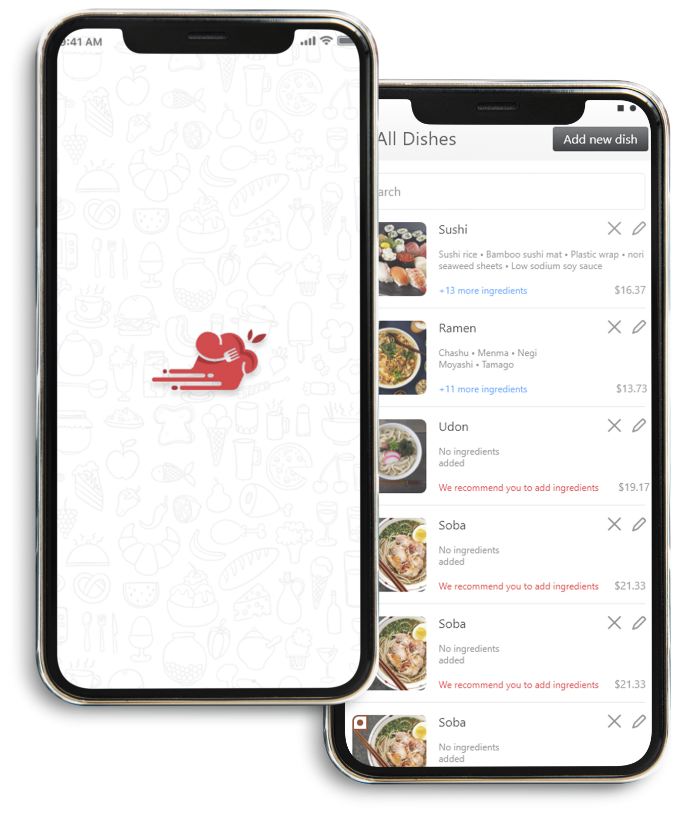 9:41 AM
All Dishes
Add new dish
arch
Sushi
Sushi rice • Bamboo sushi mat • Plastic wrap • nori
seaweed sheets • Low sodium soy sauce
+13 more ingredients
$16.37
Ramen
Chashu • Menma • Negi
Moyashi • Tamago
+11 more ingredients
$13.73
Udon
No ingredients
added
We recommend you to add ingredients
$19.17
Soba
No ingredients
added
We recommend you to add ingredients
$21.33
Soba
No ingredients
added
We recommend you to add ingredients
$21.33
Soba
No ingredients
added